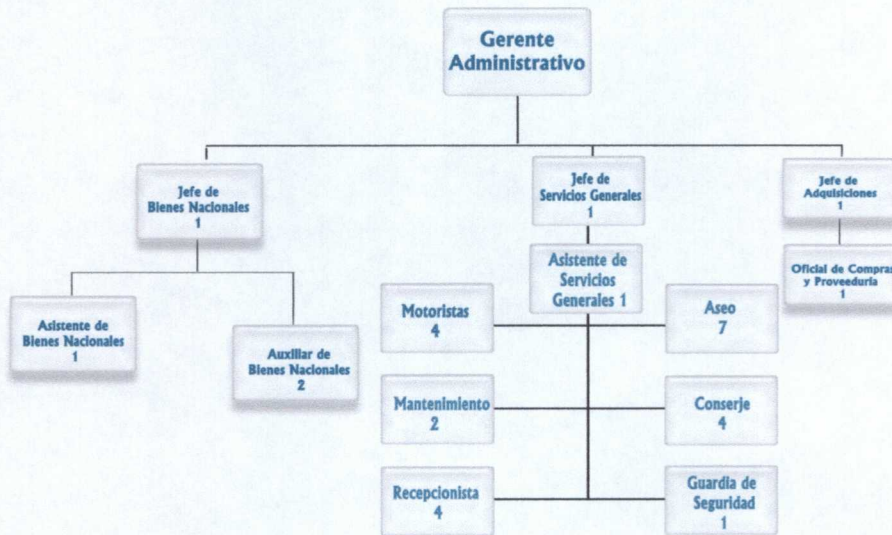 Gerente
Administrativo
Jefe de
Bienes Nacionales
1
Jefe de
Servicios Generales
1
Jefe de
Adquisiciones
1
Asistente de
Bienes Nacionales
1
Auxiliar de
Bienes Nacionales
2
Asistente de
Servicios
Generales 1
Oficial de Compras
y Proveeduría
1
Motoristas
4
Aseo
7
Mantenimiento
2
Conserje
4
Recepcionista
4
Guardia de
Seguridad
1